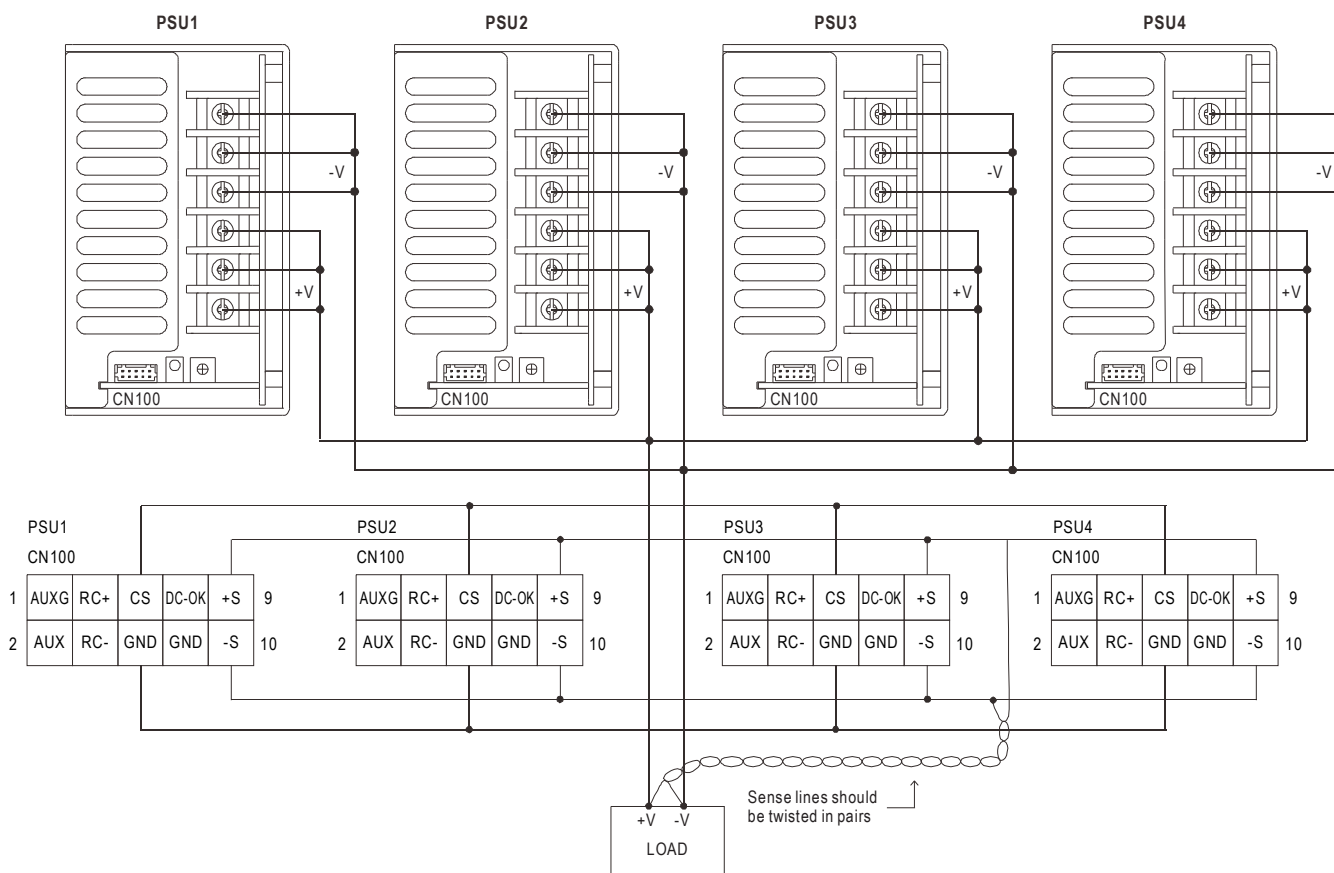 PSU1 PSU2 PSU3 PSU4
-V -V -V -V
+V +V +V +V
CN100 CN100 CN100 CN100
PSU1 PSU2 PSU3 PSU4
CN100 CN100 CN100 CN100
1 AUXG RC+ CS DC-OK +S 9 1 AUXG RC+ CS DC-OK +S 9 1 AUXG RC+ CS DC-OK +S 9 1 AUXG RC+ CS DC-OK +S 9
2 AUX RC- GND GND -S 10 2 AUX RC- GND GND -S 10 2 AUX RC- GND GND -S 10 2 AUX RC- GND GND -S 10
Sense lines should
be twisted in pairs
+V -V
LOAD